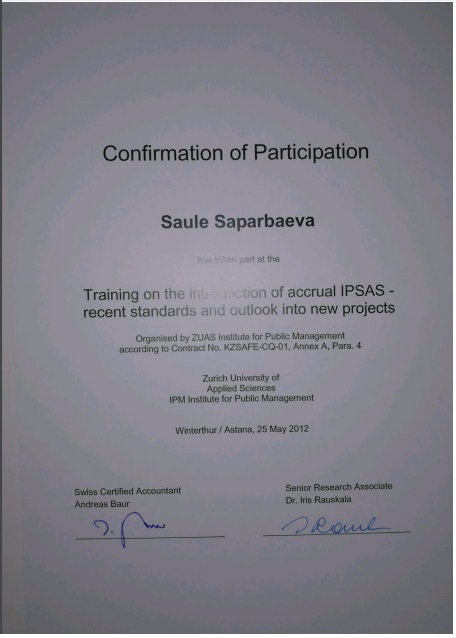 Confirmation of Participation
Saule Saparbaeva
has taken part at the
Training on the introduction of accrual IPSAS -
recent standards and outlook into new projects
Organised by ZUAS Institute for Public Management
according to Contract No. KZSAFE-CQ-01, Annex A, Para. 4
Zurich University of
Applied Sciences
IPM Institute for Public Management
Winterthur / Astana, 25 May 2012
Swiss Certified Accountant
Andreas Baur
Senior Research Associate
Dr. Iris Rauskala